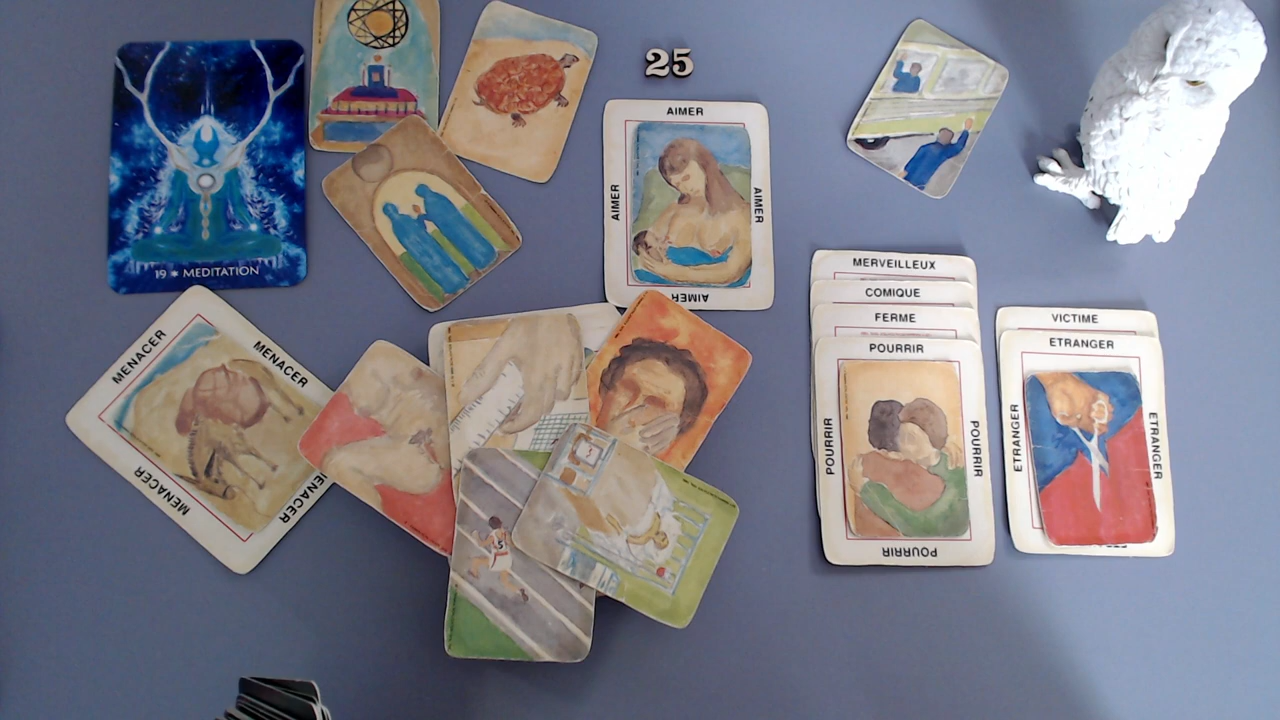 25
19 * MEDITATION
AIMER
AIMER
AIMER
AIMER
MERVEILLEUX
COMIQUE
FERME
POURRIR
POURRIR
POURRIR
POURRIR
VICTIME
ETRANGER
ETRANGER
ETRANGER
MENACER
MENACER
MENACER
MENACER
5